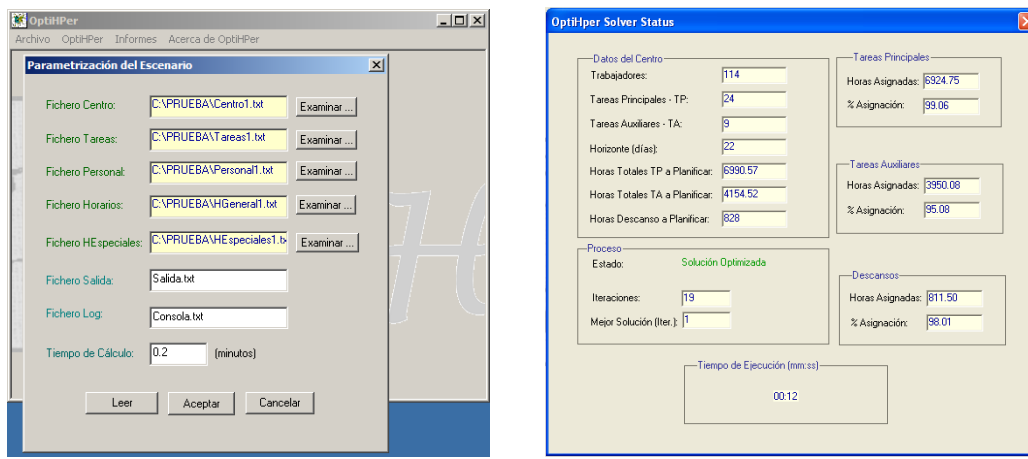 OptiHPer
Archivo OptiHPer Informes Acerca de OptiHPer
Parametrización del Escenario
Fichero Centro: C:\PRUEBA\Centro1.txt Examinar ...
Fichero Tareas: C:\PRUEBA\Tareas1.txt Examinar ...
Fichero Personal: C:\PRUEBA\Personal1.txt Examinar ...
Fichero Horarios: C:\PRUEBA\HGeneral1.txt Examinar ...
Fichero HEspeciales: C:\PRUEBA\HEspeciales1.tx Examinar ...
Fichero Salida: Salida.txt
Fichero Log: Consola.txt
Tiempo de Cálculo: 0.2 (minutos)
Leer Aceptar Cancelar
OptiHper Solver Status
Datos del Centro
Trabajadores: 114
Tareas Principales - TP: 24
Tareas Auxiliares - TA: 9
Horizonte (días): 22
Horas Totales TP a Planificar: 6990.57
Horas Totales TA a Planificar: 4154.52
Horas Descanso a Planificar: 828
Tareas Principales
Horas Asignadas: 6924.75
% Asignación: 99.06
Tareas Auxiliares
Horas Asignadas: 3950.08
% Asignación: 95.08
Proceso
Estado: Solución Optimizada
Iteraciones: 19
Mejor Solución (Iter.): 1
Descansos
Horas Asignadas: 811.50
% Asignación: 98.01
Tiempo de Ejecución (mm:ss)
00:12